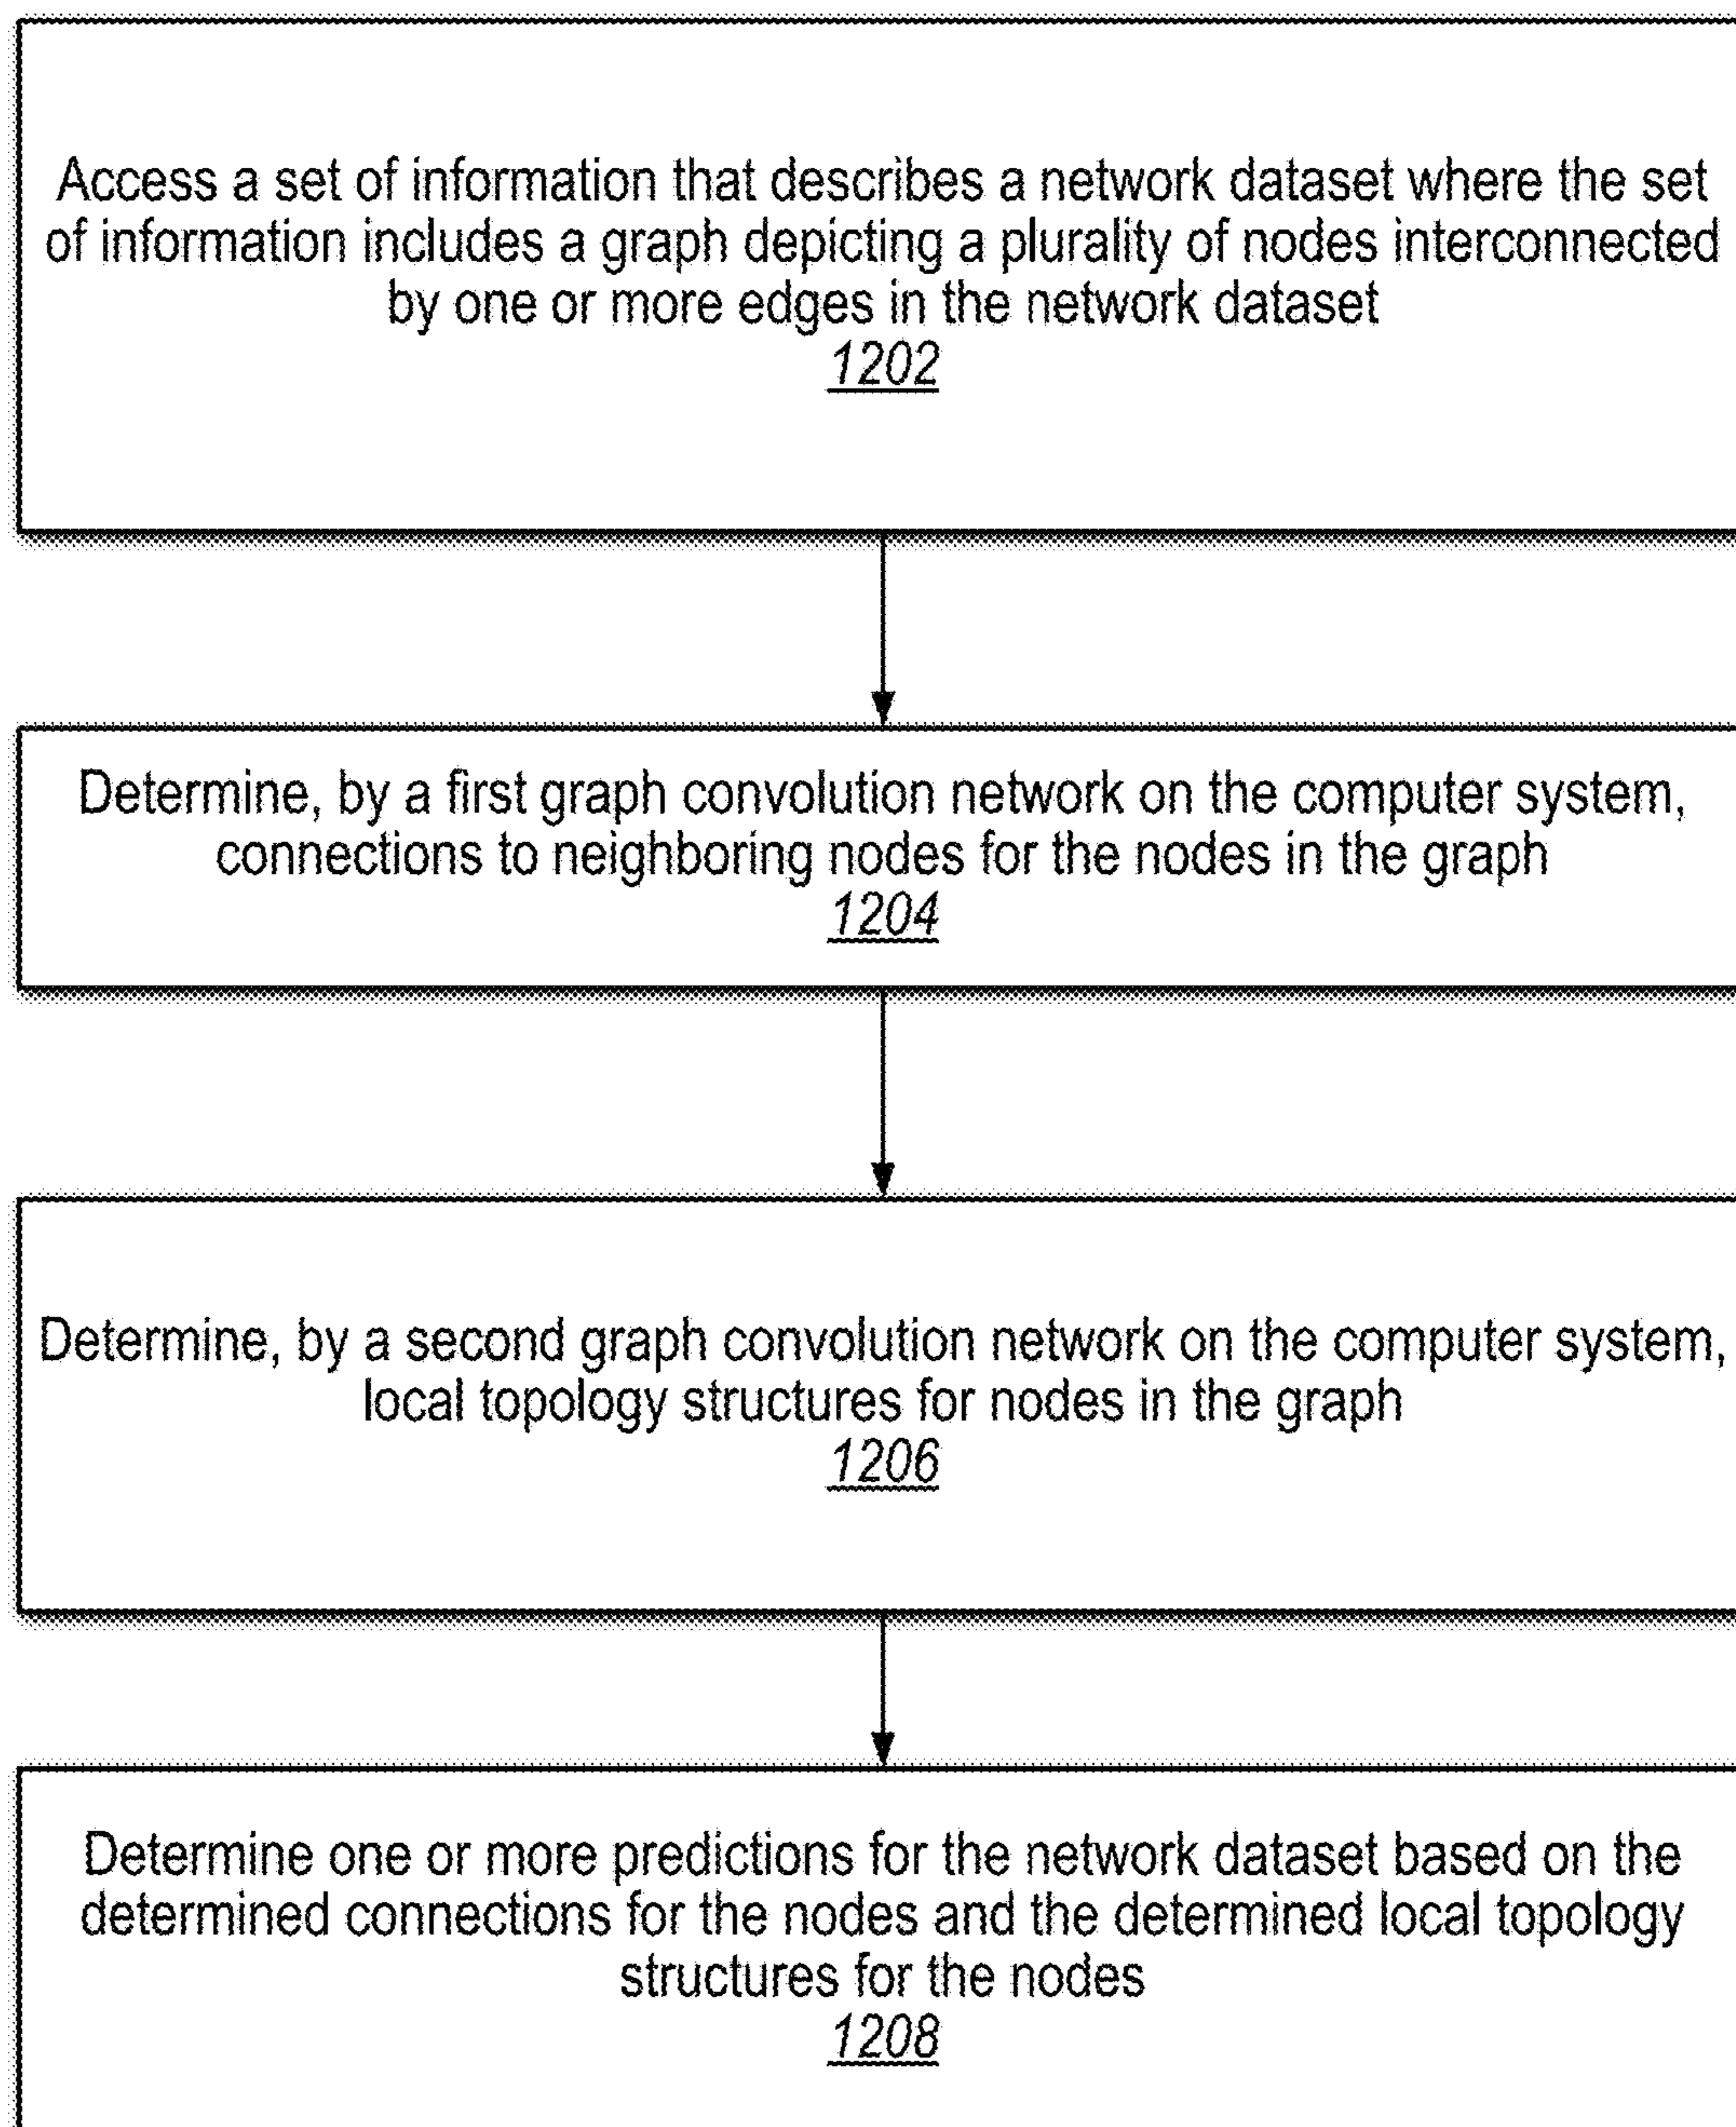 Access a set of information that describes a network dataset where the set
of information includes a graph depicting a plurality of nodes interconnected
by one or more edges in the network dataset
1202
Determine, by a first graph convolution network on the computer system,
connections to neighboring nodes for the nodes in the graph
1204
Determine, by a second graph convolution network on the computer system,
local topology structures for nodes in the graph
1206
Determine one or more predictions for the network dataset based on the
determined connections for the nodes and the determined local topology
structures for the nodes
1208